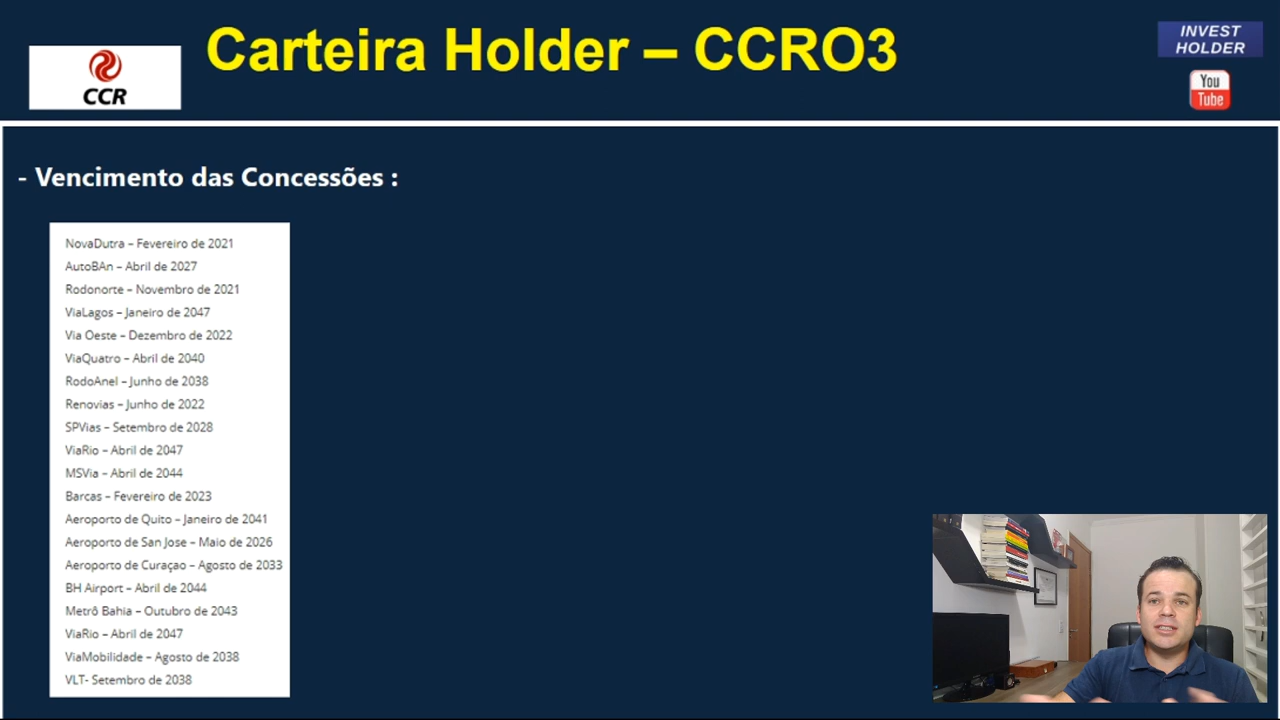 CCR
Carteira Holder – CCRO3
INVEST
HOLDER
You
Tube
- Vencimento das Concessões :
NovaDutra – Fevereiro de 2021
AutoBAn – Abril de 2027
Rodonorte – Novembro de 2021
ViaLagos – Janeiro de 2047
Via Oeste – Dezembro de 2022
ViaQuatro – Abril de 2040
RodoAnel – Junho de 2038
Renovias – Junho de 2022
SPVias – Setembro de 2028
ViaRio – Abril de 2047
MSVia – Abril de 2044
Barcas – Fevereiro de 2023
Aeroporto de Quito – Janeiro de 2041
Aeroporto de San Jose – Maio de 2026
Aeroporto de Curaçao – Agosto de 2033
BH Airport – Abril de 2044
Metrô Bahia – Outubro de 2043
ViaRio – Abril de 2047
ViaMobilidade – Agosto de 2038
VLT- Setembro de 2038